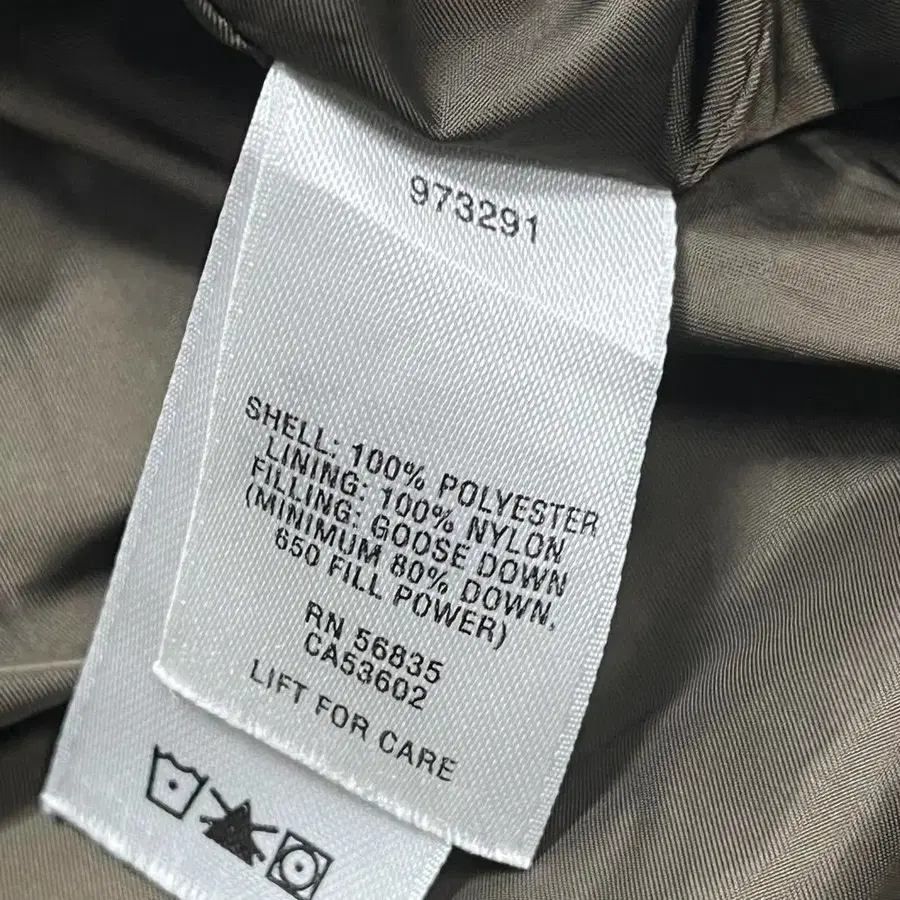 973291
SHELL: 100% POLYESTER
LINING: 100% NYLON
FILLING: GOOSE DOWN
(MINIMUM 80% DOWN,
650 FILL POWER)
RN 56835
CA53602
LIFT FOR CARE